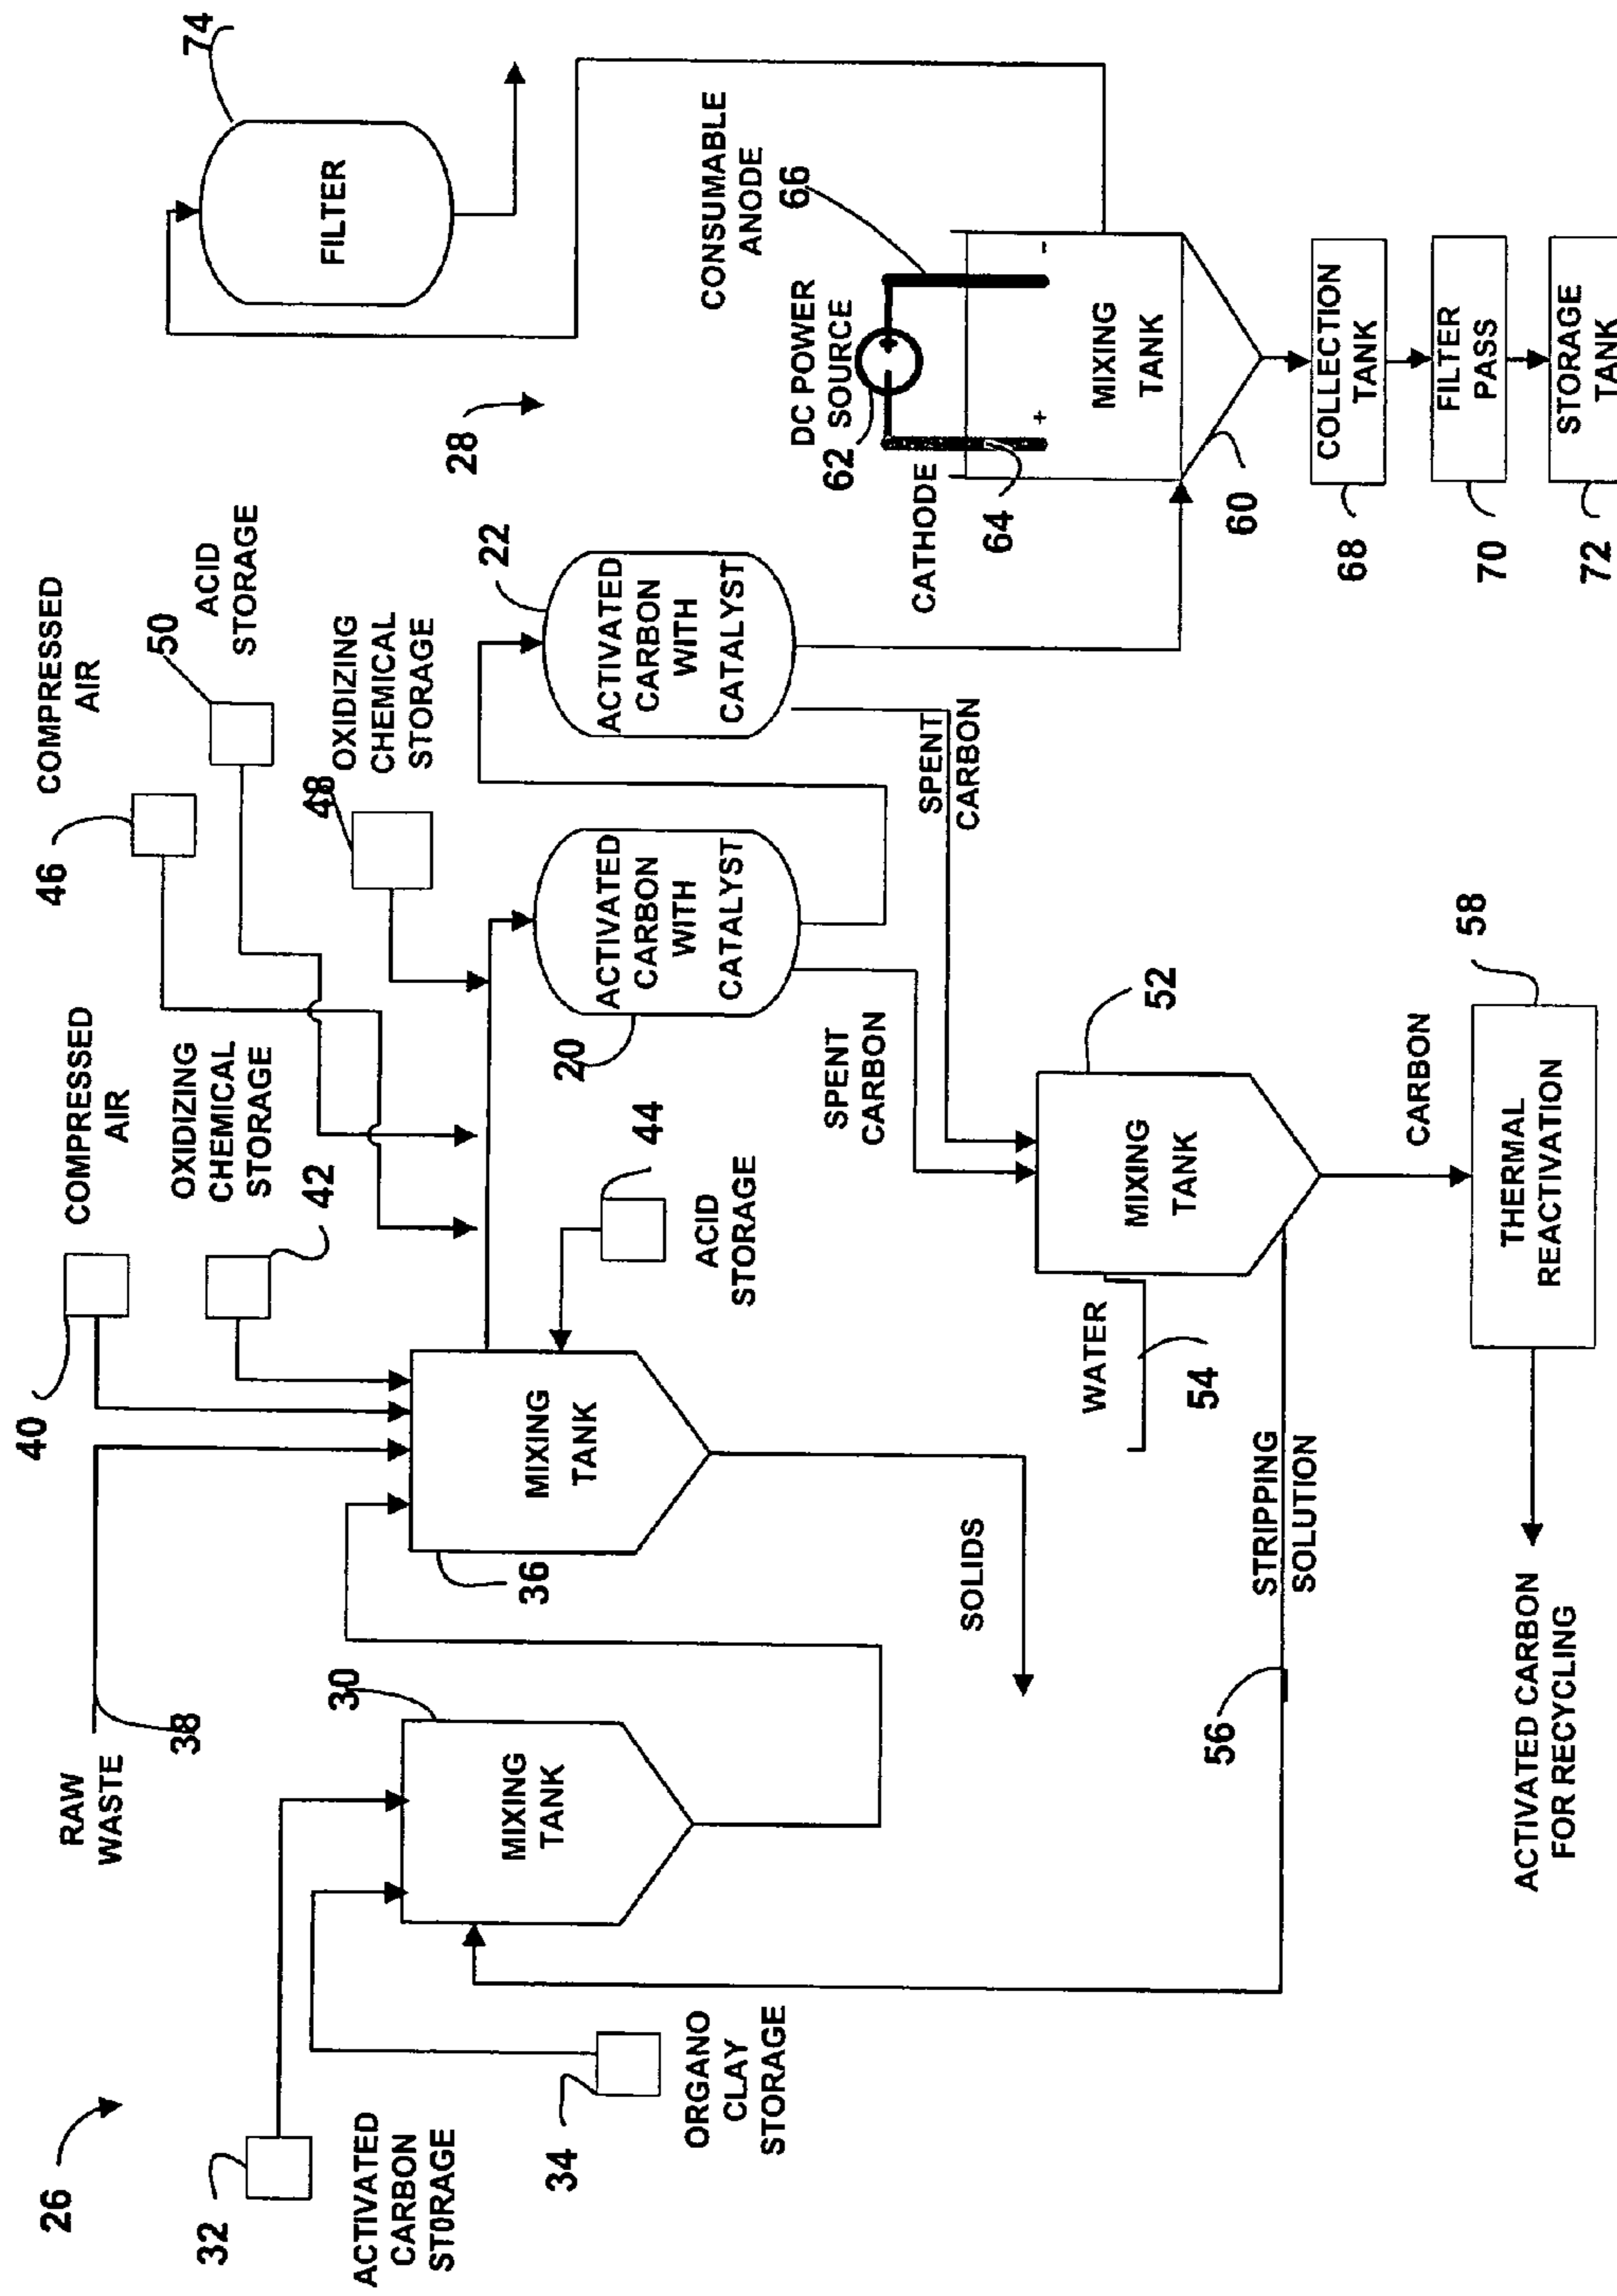 26
32
ACTIVATED
CARBON
ST0RAGE
34
ORGANO
CLAY
STORAGE
RAW
WASTE
38
30
MIXING
TANK
40
COMPRESSED
AIR
OXIDIZING
CHEMICAL
STORAGE
42
36
MIXING
TANK
44
ACID
STORAGE
SOLIDS
46
COMPRESSED
AIR
50
ACID
STORAGE
48
OXIDIZING
CHEMICAL
STORAGE
20
ACTIVATED
CARBON
WITH
CATALYST
22
ACTIVATED
CARBON
WITH
CATALYST
SPENT
CARBON
SPENT
CARBON
52
MIXING
TANK
WATER
54
STRIPPING
SOLUTION
56
CARBON
58
THERMAL
REACTIVATION
ACTIVATED CARBON
FOR RECYCLING
28
74
FILTER
CONSUMABLE
ANODE
66
DC POWER
SOURCE
62
+
CATHODE
64
+
-
MIXING
TANK
60
COLLECTION
TANK
68
FILTER
PASS
70
STORAGE
TANK
72